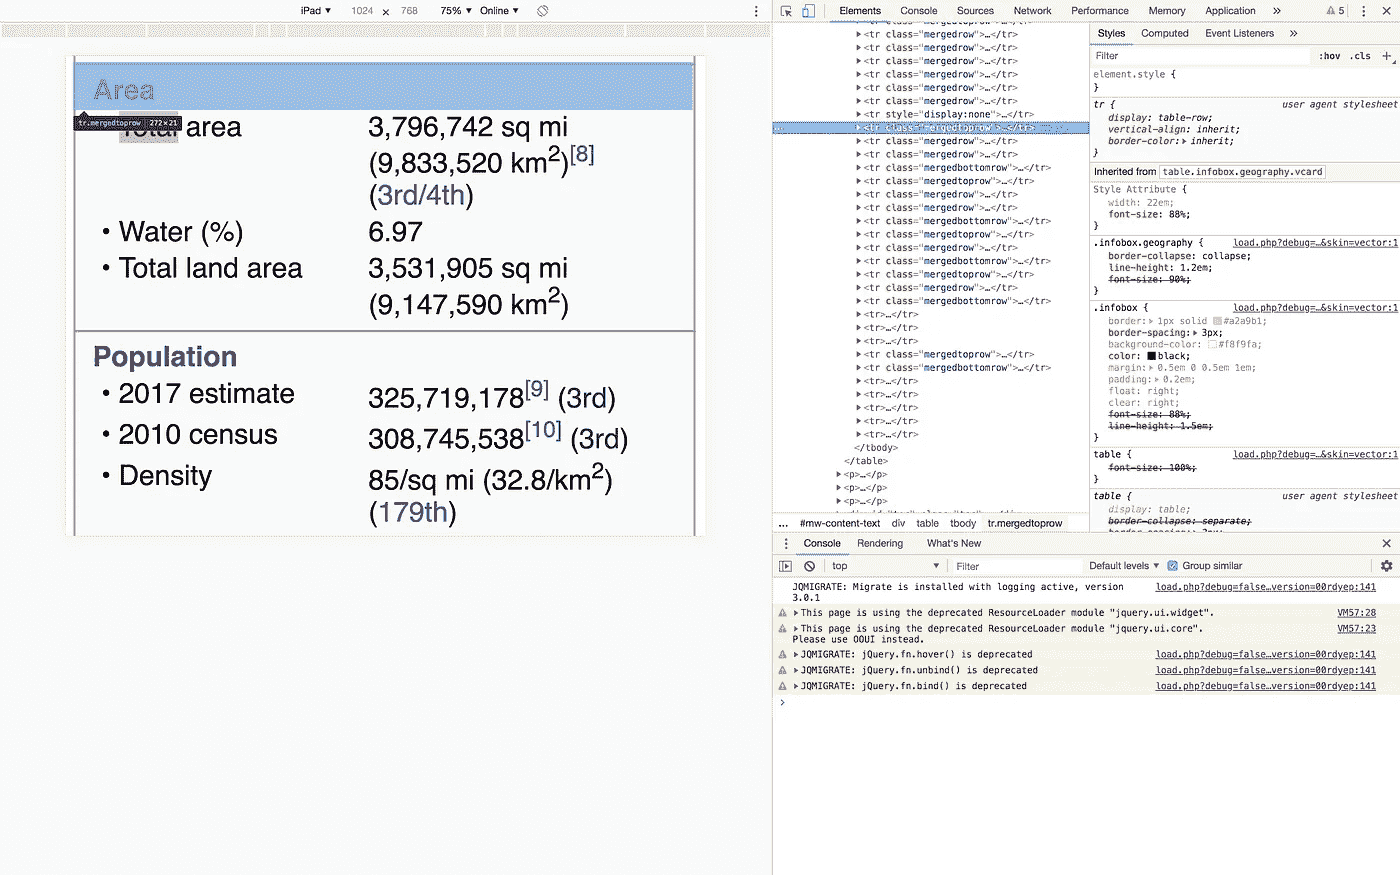 iPad ▼ 1024 × 768 75% ▼ Online ▼
Area
tr.mergedtoprow | 272×21
Total area 3,796,742 sq mi
(9,833,520 km2)[8]
(3rd/4th)
• Water (%) 6.97
• Total land area 3,531,905 sq mi
(9,147,590 km2)
Population
• 2017 estimate 325,719,178[9] (3rd)
• 2010 census 308,745,538[10] (3rd)
• Density 85/sq mi (32.8/km2)
(179th)
Elements Console Sources Network Performance Memory Application » 5
▶<tr class="mergedrow">…</tr>
▶<tr class="mergedrow">…</tr>
▶<tr class="mergedrow">…</tr>
▶<tr class="mergedrow">…</tr>
▶<tr class="mergedrow">…</tr>
▶<tr class="mergedrow">…</tr>
▶<tr style="display:none">…</tr>
▶<tr class="mergedtoprow">…</tr>
▶<tr class="mergedrow">…</tr>
▶<tr class="mergedrow">…</tr>
▶<tr class="mergedbottomrow">…</tr>
▶<tr class="mergedtoprow">…</tr>
▶<tr class="mergedrow">…</tr>
▶<tr class="mergedbottomrow">…</tr>
▶<tr class="mergedtoprow">…</tr>
▶<tr class="mergedrow">…</tr>
▶<tr class="mergedbottomrow">…</tr>
▶<tr class="mergedtoprow">…</tr>
▶<tr class="mergedrow">…</tr>
▶<tr class="mergedbottomrow">…</tr>
▶<tr>…</tr>
▶<tr>…</tr>
▶<tr>…</tr>
▶<tr class="mergedtoprow">…</tr>
▶<tr class="mergedbottomrow">…</tr>
▶<tr>…</tr>
▶<tr>…</tr>
▶<tr>…</tr>
▶<tr>…</tr>
▶<tr>…</tr>
</tbody>
</table>
▶<p>…</p>
▶<p>…</p>
▶<p>…</p>
… #mw-content-text div table tbody tr.mergedtoprow
Styles Computed Event Listeners »
Filter :hov .cls +
element.style {
}
tr { user agent stylesheet
display: table-row;
vertical-align: inherit;
border-color:▶ inherit;
}
Inherited from table.infobox.geography.vcard
Style Attribute {
width: 22em;
font-size: 88%;
}
.infobox.geography { load.php?debug=…&skin=vector:1
border-collapse: collapse;
line-height: 1.2em;
font-size: 90%;
}
.infobox { load.php?debug=…&skin=vector:1
border:▶ 1px solid #a2a9b1;
border-spacing:▶ 3px;
background-color: #f8f9fa;
color: black;
margin:▶ 0.5em 0 0.5em 1em;
padding:▶ 0.2em;
float: right;
clear: right;
font-size: 88%;
line-height: 1.5em;
}
table { load.php?debug=…&skin=vector:1
font-size: 100%;
}
table { user agent stylesheet
display: table;
border-collapse: separate;
Console Rendering What's New
top ▼ Filter Default levels ▼ Group similar
JQMIGRATE: Migrate is installed with logging active, version load.php?debug=false…version=00rdyep:141
3.0.1
▶This page is using the deprecated ResourceLoader module "jquery.ui.widget". VM57:28
▶This page is using the deprecated ResourceLoader module "jquery.ui.core". VM57:23
Please use OOUI instead.
▶JQMIGRATE: jQuery.fn.hover() is deprecated load.php?debug=false…version=00rdyep:141
▶JQMIGRATE: jQuery.fn.unbind() is deprecated load.php?debug=false…version=00rdyep:141
▶JQMIGRATE: jQuery.fn.bind() is deprecated load.php?debug=false…version=00rdyep:141
>